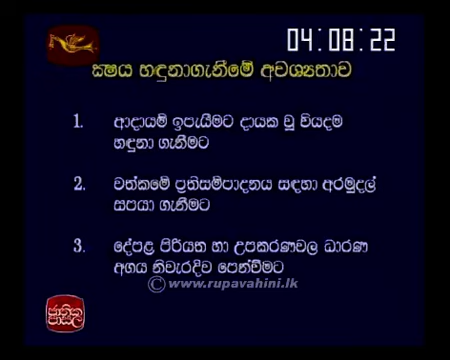 04:08:22
ක්‍ෂය හඳුනාගැනීමේ අවශ්‍යතාව
1. ආදායම් ඉපැයීමට දායක වූ වියදම
හඳුනා ගැනීමට
2. වත්කමේ ප්‍රතිසම්පාදනය සඳහා අරමුදල්
සපයා ගැනීමට
3. දේපළ පිරියත හා උපකරණවල ධාරණ
අගය නිවැරදිව පෙන්වීමට
© www.rupavahini.lk
ජාතික
පාසල